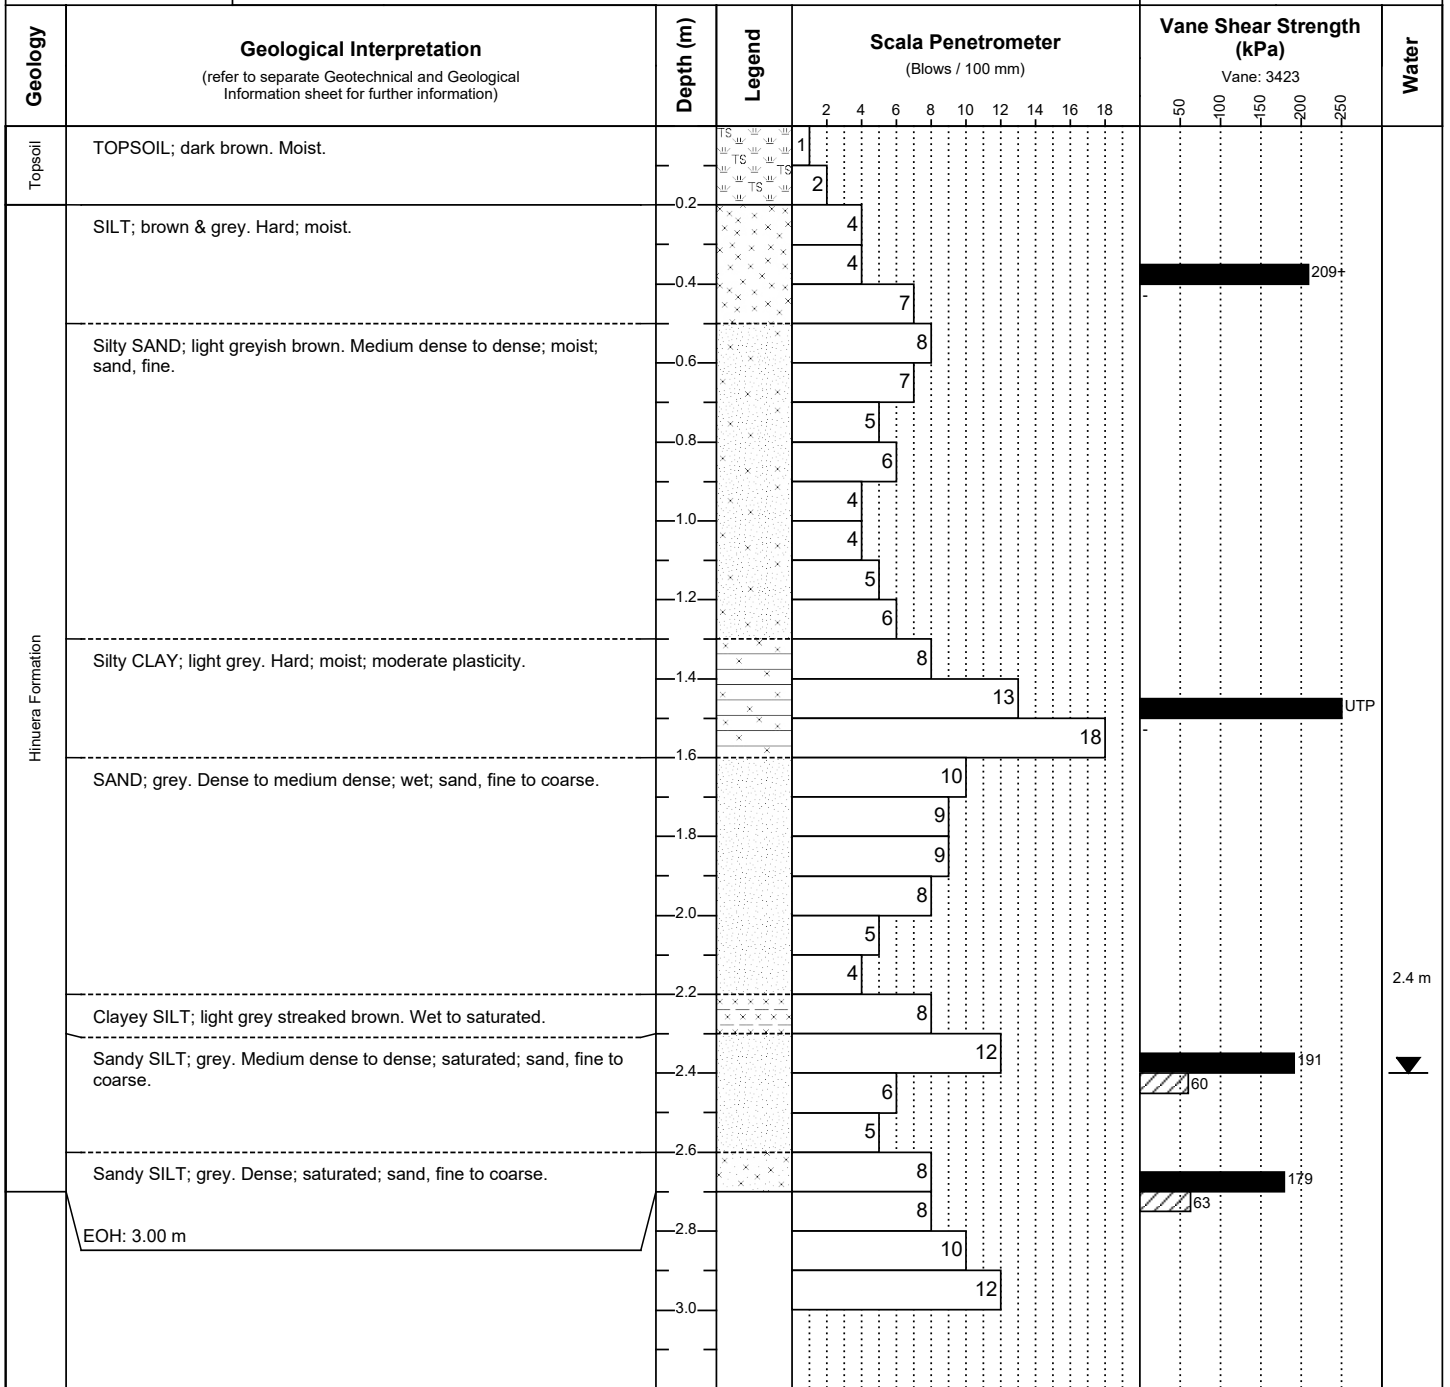 Geology
Geological Interpretation
(refer to separate Geotechnical and Geological
Information sheet for further information)
Depth (m)
Legend
Scala Penetrometer
(Blows / 100 mm)
2 4 6 8 10 12 14 16 18
Vane Shear Strength
(kPa)
Vane: 3423
50 100 150 200 250
Water
Topsoil
TOPSOIL; dark brown. Moist.
TS
TS
TS
TS
1
2
0.2
SILT; brown & grey. Hard; moist.
4
4
209+
-
0.4
7
Silty SAND; light greyish brown. Medium dense to dense; moist;
sand, fine.
8
0.6
7
5
0.8
6
4
1.0
4
5
1.2
6
Hinuera Formation
Silty CLAY; light grey. Hard; moist; moderate plasticity.
8
1.4
13
UTP
-
18
1.6
SAND; grey. Dense to medium dense; wet; sand, fine to coarse.
10
9
1.8
9
8
2.0
5
4
2.4 m
2.2
Clayey SILT; light grey streaked brown. Wet to saturated.
8
Sandy SILT; grey. Medium dense to dense; saturated; sand, fine to
coarse.
12
191
2.4
6
60
5
2.6
Sandy SILT; grey. Dense; saturated; sand, fine to coarse.
8
179
8
63
2.8
EOH: 3.00 m
10
12
3.0